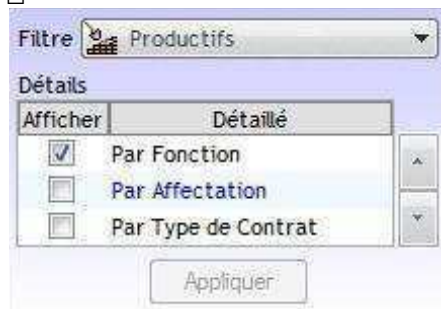 Filtre Productifs
Détails
Afficher Détaillé
Par Fonction
Par Affectation
Par Type de Contrat
Appliquer